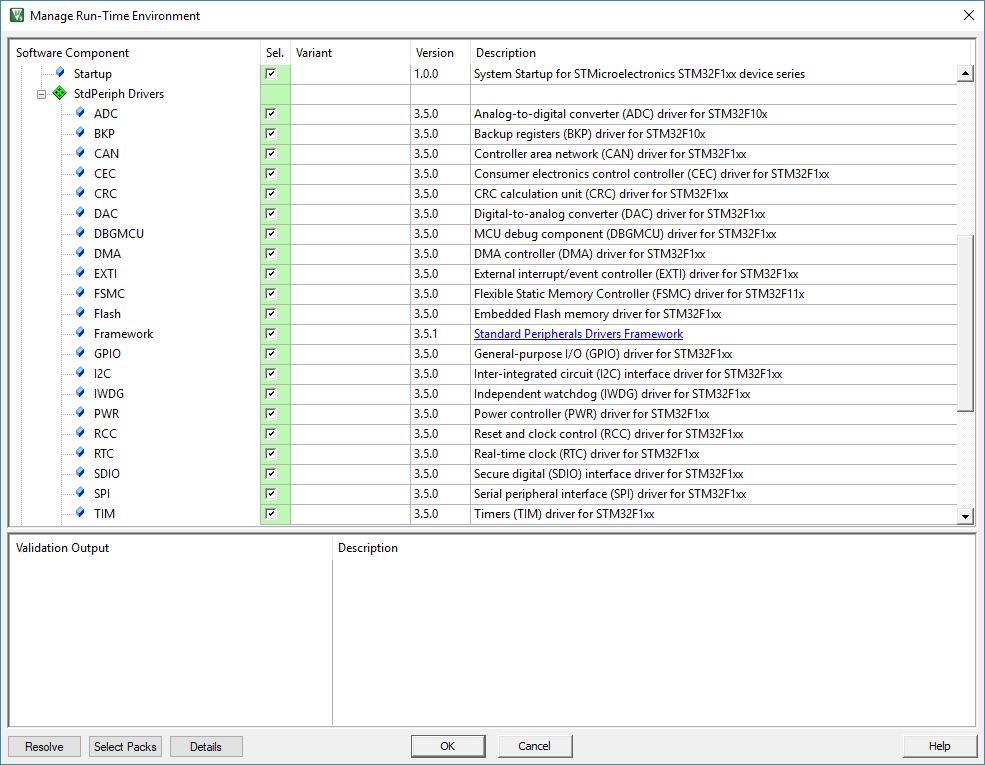 Manage Run-Time Environment
Software Component Sel. Variant Version Description
Startup 1.0.0 System Startup for STMicroelectronics STM32F1xx device series
StdPeriph Drivers
ADC 3.5.0 Analog-to-digital converter (ADC) driver for STM32F10x
BKP 3.5.0 Backup registers (BKP) driver for STM32F10x
CAN 3.5.0 Controller area network (CAN) driver for STM32F1xx
CEC 3.5.0 Consumer electronics control controller (CEC) driver for STM32F1xx
CRC 3.5.0 CRC calculation unit (CRC) driver for STM32F1xx
DAC 3.5.0 Digital-to-analog converter (DAC) driver for STM32F1xx
DBGMCU 3.5.0 MCU debug component (DBGMCU) driver for STM32F1xx
DMA 3.5.0 DMA controller (DMA) driver for STM32F1xx
EXTI 3.5.0 External interrupt/event controller (EXTI) driver for STM32F1xx
FSMC 3.5.0 Flexible Static Memory Controller (FSMC) driver for STM32F11x
Flash 3.5.0 Embedded Flash memory driver for STM32F1xx
Framework 3.5.1 Standard Peripherals Drivers Framework
GPIO 3.5.0 General-purpose I/O (GPIO) driver for STM32F1xx
I2C 3.5.0 Inter-integrated circuit (I2C) interface driver for STM32F1xx
IWDG 3.5.0 Independent watchdog (IWDG) driver for STM32F1xx
PWR 3.5.0 Power controller (PWR) driver for STM32F1xx
RCC 3.5.0 Reset and clock control (RCC) driver for STM32F1xx
RTC 3.5.0 Real-time clock (RTC) driver for STM32F1xx
SDIO 3.5.0 Secure digital (SDIO) interface driver for STM32F1xx
SPI 3.5.0 Serial peripheral interface (SPI) driver for STM32F1xx
TIM 3.5.0 Timers (TIM) driver for STM32F1xx
Validation Output Description
Resolve Select Packs Details OK Cancel Help